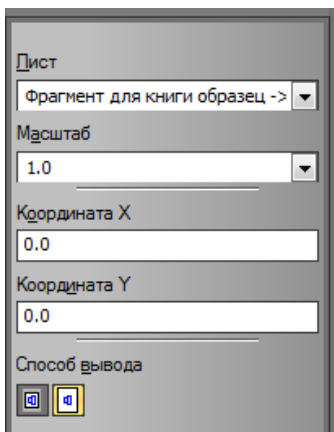 Лист
Фрагмент для книги образец ->
Масштаб
1.0
Координата X
0.0
Координата Y
0.0
Способ вывода